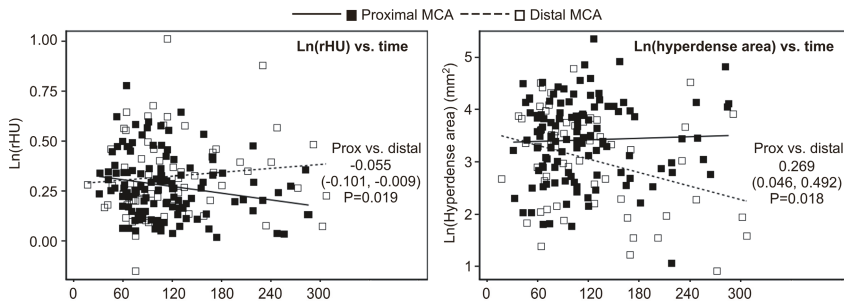 Proximal MCA Distal MCA
Ln(rHU) vs. time
Ln(rHU)
1.00
0.75
0.50
0.25
0.00
Prox vs. distal
-0.055
(-0.101, -0.009)
P=0.019
0 60 120 180 240 300
Ln(hyperdense area) vs. time
Ln(Hyperdense area) (mm²)
5
4
3
2
1
Prox vs distal
0.269
(0.046, 0.492)
P=0.018
0 60 120 180 240 300